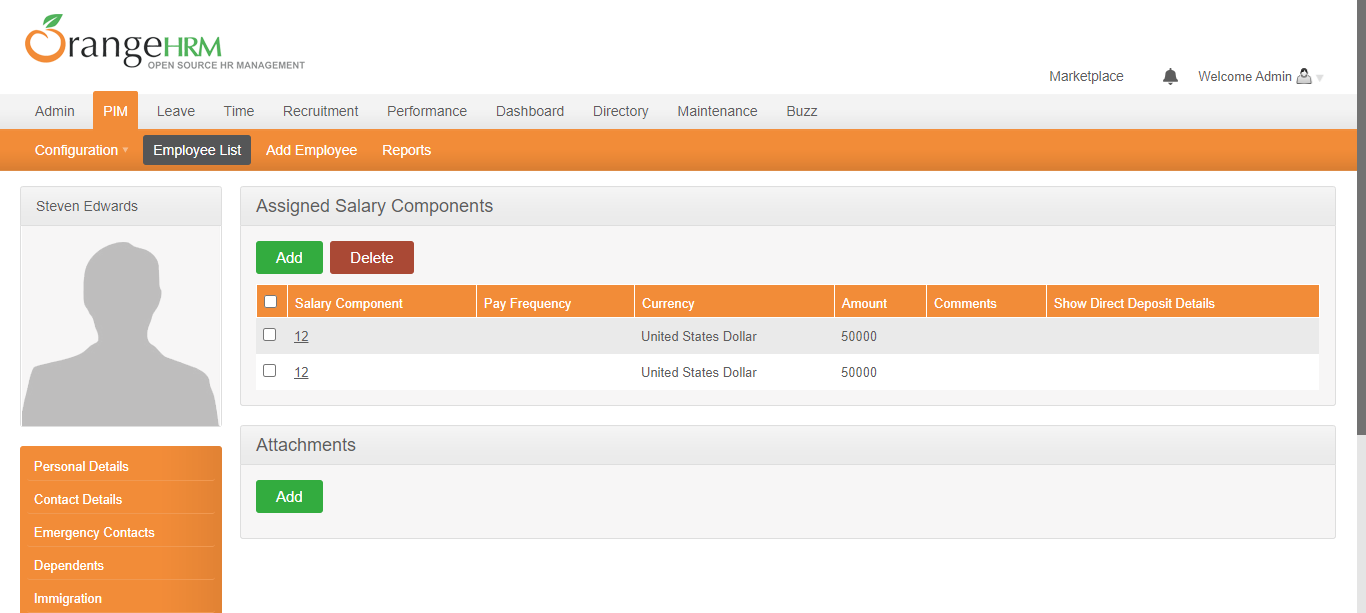 OrangeHRM
OPEN SOURCE HR MANAGEMENT
Marketplace Welcome Admin
Admin PIM Leave Time Recruitment Performance Dashboard Directory Maintenance Buzz
Configuration Employee List Add Employee Reports
Steven Edwards
Assigned Salary Components
Add Delete
Salary Component Pay Frequency Currency Amount Comments Show Direct Deposit Details
12 United States Dollar 50000
12 United States Dollar 50000
Attachments
Add
Personal Details
Contact Details
Emergency Contacts
Dependents
Immigration